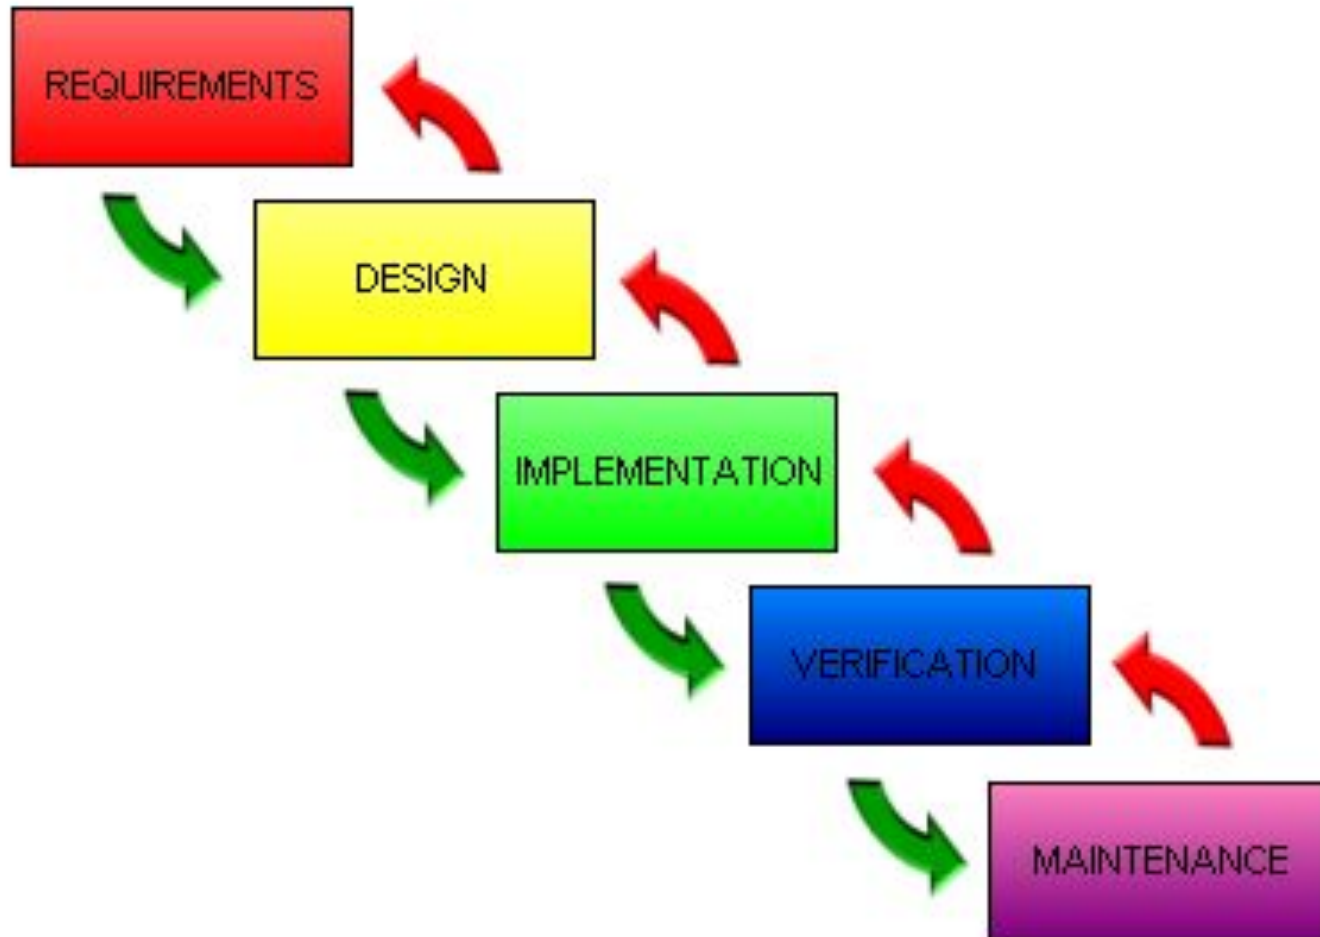 REQUIREMENTS
DESIGN
IMPLEMENTATION
VERIFICATION
MAINTENANCE